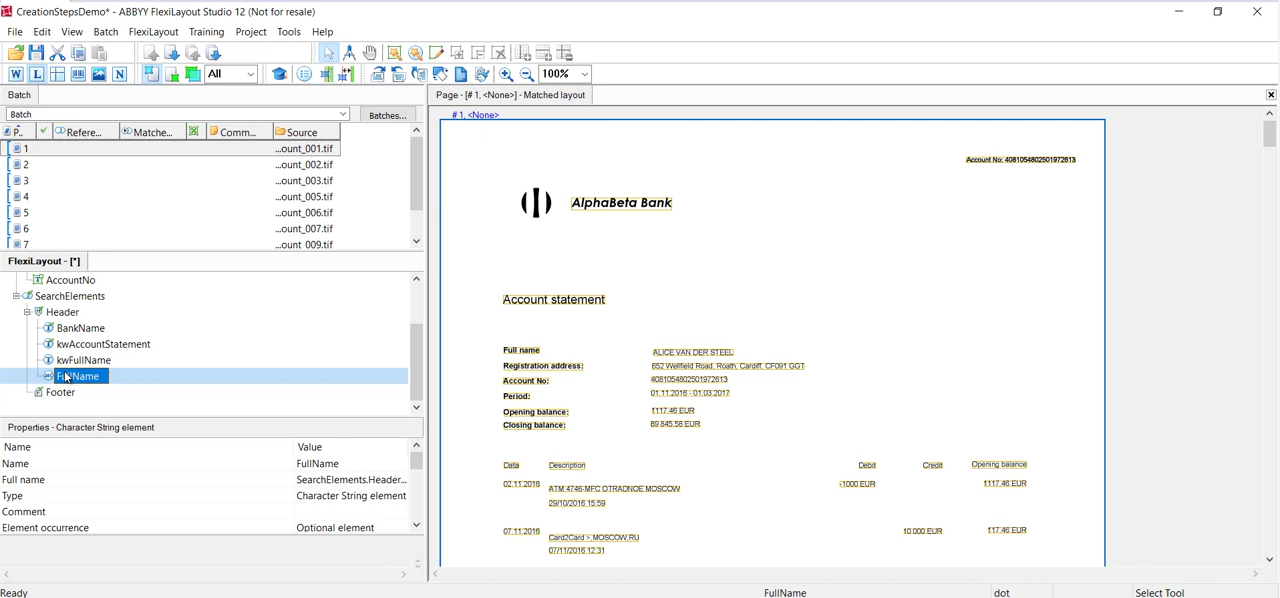 CreationStepsDemo* - ABBYY FlexiLayout Studio 12 (Not for resale)
File Edit View Batch FlexiLayout Training Project Tools Help
W L N All 100%
Batch
Page - [# 1, <None>] - Matched layout
Batch Batches...
# 1, <None>
P.. Refere... Matche... Comm... Source
1 ...ount_001.tif
2 ...ount_002.tif
3 ...ount_003.tif
4 ...ount_005.tif
5 ...ount_006.tif
6 ...ount_007.tif
7 ...ount 009.tif
FlexiLayout - [*]
AccountNo
SearchElements
Header
BankName
kwAccountStatement
kwFullName
FullName
Footer
Properties - Character String element
Name Value
Name FullName
Full name SearchElements.Header...
Type Character String element
Comment
Element occurrence Optional element
Account No: 4081054802501972613
AlphaBeta Bank
Account statement
Full name ALICE VAN DER STEEL
Registration address: 652 Wellfield Road, Roath, Cardiff, CF091 GGT
Account No: 4081054802501972613
Period: 01.11.2016 - 01.03.2017
Opening balance: 1117.46 EUR
Closing balance: 89 845.58 EUR
Data Description Debit Credit Opening balance
02.11.2016 ATM 4746-MFC OTRADNOE MOSCOW -1000 EUR 1117.46 EUR
29/10/2016 15:59
07.11.2016 Card2Card >,MOSCOW,RU 10 000 EUR 117.46 EUR
07/11/2016 12:31
Ready FullName dot Select Tool